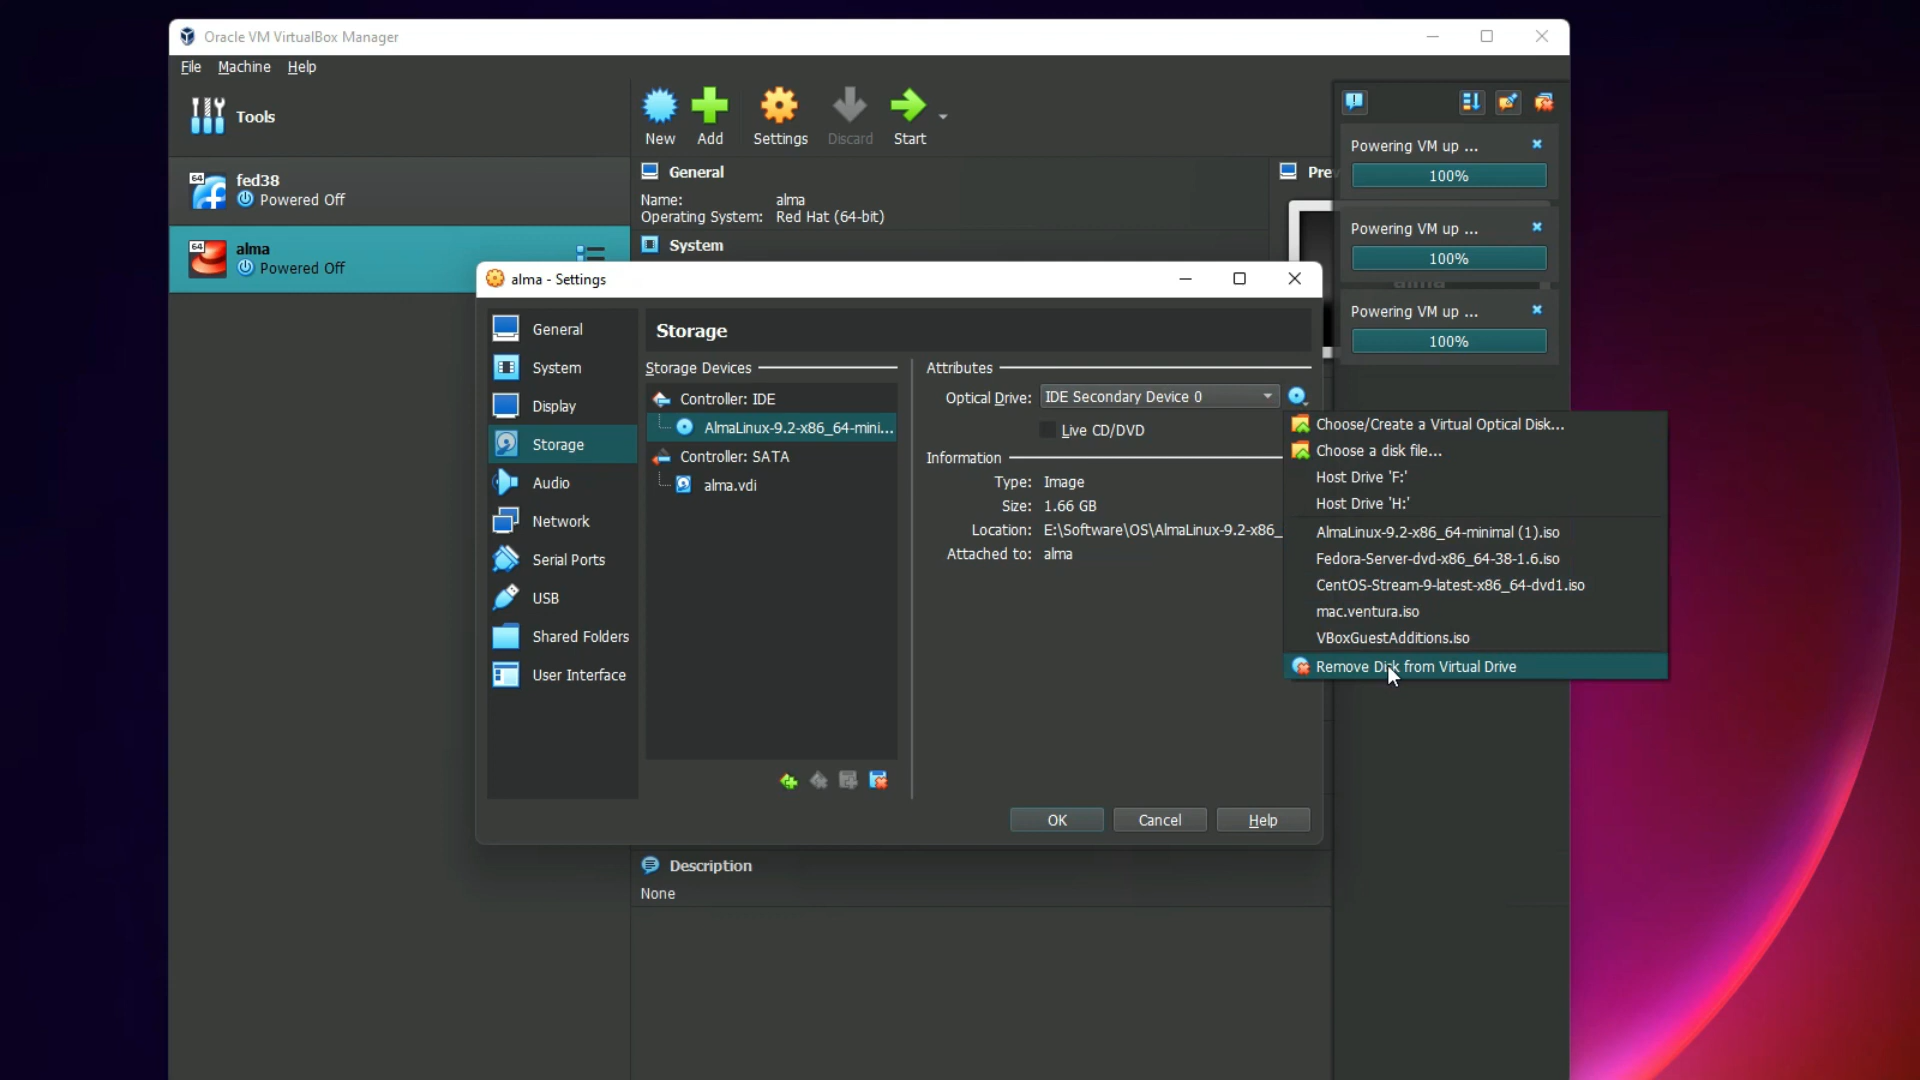 Oracle VM VirtualBox Manager
File Machine Help
Tools
New
Add
Settings
Discard
Start
64
fed38
Powered Off
64
alma
Powered Off
General
Name: alma
Operating System: Red Hat (64-bit)
System
Powering VM up ...
100%
Powering VM up ...
100%
Powering VM up ...
100%
alma - Settings
General
System
Display
Storage
Audio
Network
Serial Ports
USB
Shared Folders
User Interface
Storage
Storage Devices
Controller: IDE
AlmaLinux-9.2-x86_64-mini...
Controller: SATA
alma.vdi
Attributes
Optical Drive: IDE Secondary Device 0
Live CD/DVD
Information
Type: Image
Size: 1.66 GB
Location: E:\Software\OS\AlmaLinux-9.2-x86_
Attached to: alma
Choose/Create a Virtual Optical Disk...
Choose a disk file...
Host Drive 'F:'
Host Drive 'H:'
AlmaLinux-9.2-x86_64-minimal (1).iso
Fedora-Server-dvd-x86_64-38-1.6.iso
CentOS-Stream-9-latest-x86_64-dvd1.iso
mac.ventura.iso
VBoxGuestAdditions.iso
Remove Disk from Virtual Drive
OK
Cancel
Help
Description
None